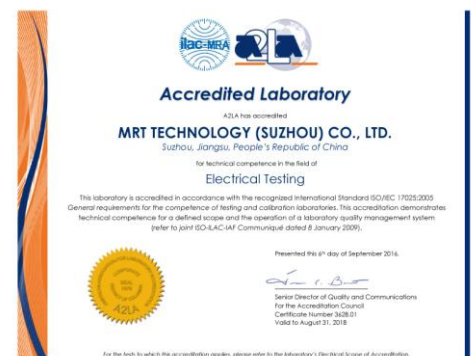 ilac-MRA
A2LA
Accredited Laboratory
A2LA has accredited
MRT TECHNOLOGY (SUZHOU) CO., LTD.
Suzhou, Jiangsu, People's Republic of China
for technical competence in the field of
Electrical Testing
This laboratory is accredited in accordance with the recognized International Standard ISO/IEC 17025:2005
General requirements for the competence of testing and calibration laboratories. This accreditation demonstrates
technical competence for a defined scope and the operation of a laboratory quality management system
(refer to joint ISO-ILAC-IAF Communiqué dated 8 January 2009).
Presented this 6th day of September 2016.
Senior Director of Quality and Communications
For the Accreditation Council
Certificate Number 3628.01
Valid to August 31, 2018
CORPORATE
SEAL
A2LA
For the tests to which this accreditation applies, please refer to the laboratory's Electrical Scope of Accreditation.